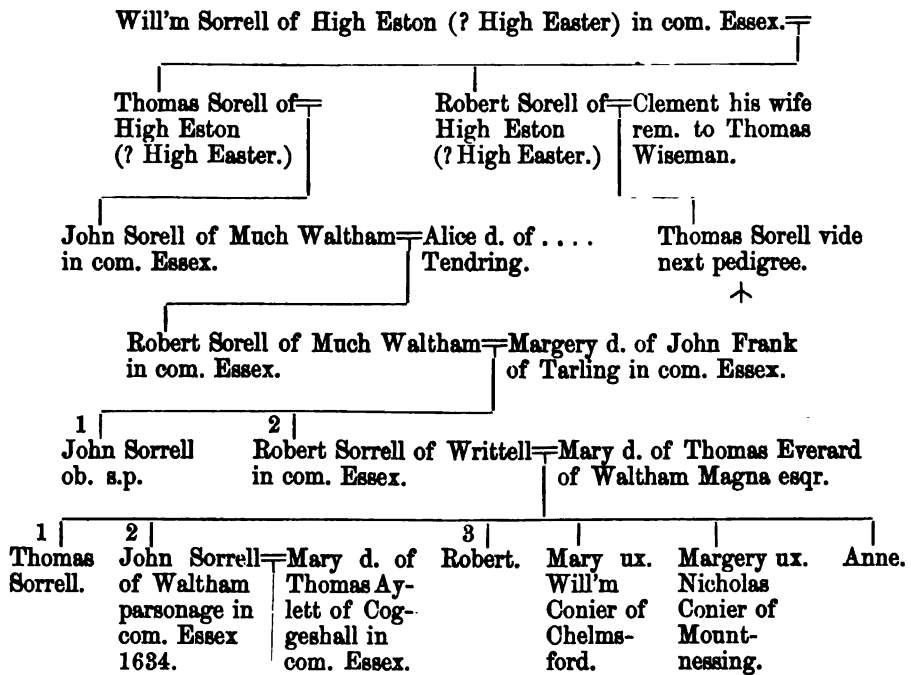 Will'm Sorrell of High Eston (? High Easter) in com. Essex.
Thomas Sorell of
High Eston
(? High Easter.)
Robert Sorell of
High Eston
(? High Easter.)
Clement his wife
rem. to Thomas
Wiseman.
John Sorell of Much Waltham
in com. Essex.
Alice d. of ....
Tendring.
Thomas Sorell vide
next pedigree.
Robert Sorell of Much Waltham
in com. Essex.
Margery d. of John Frank
of Tarling in com. Essex.
1
John Sorrell
ob. s.p.
2
Robert Sorrell of Writtell
in com. Essex.
Mary d. of Thomas Everard
of Waltham Magna esqr.
1
Thomas
Sorrell.
2
John Sorrell
of Waltham
parsonage in
com. Essex
1634.
Mary d. of
Thomas Ay-
lett of Cog-
geshall in
com. Essex.
3
Robert.
Mary ux.
Will'm
Conier of
Chelms-
ford.
Margery ux.
Nicholas
Conier of
Mount-
nessing.
Anne.